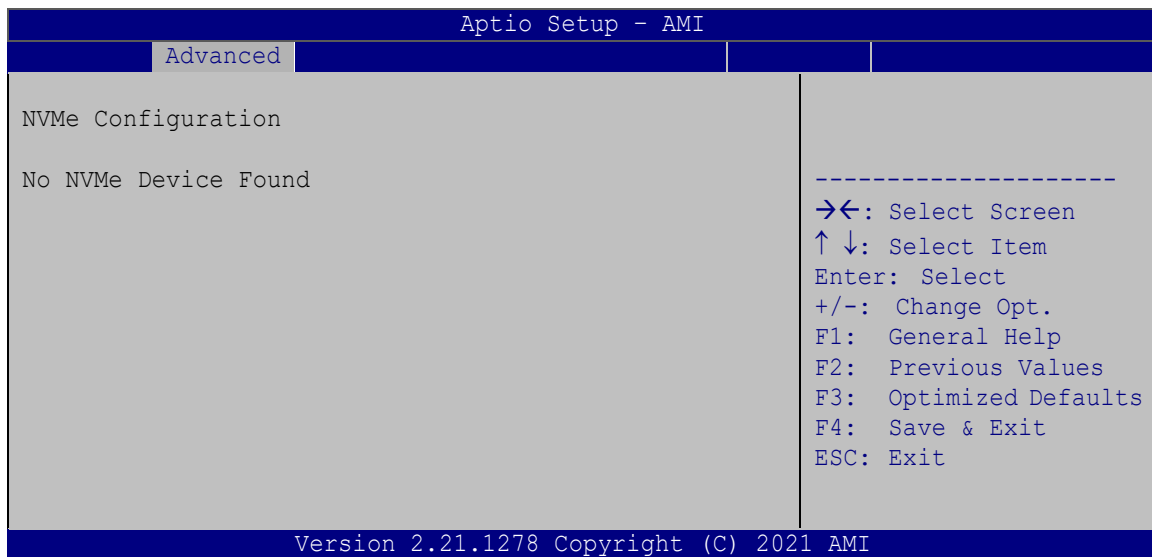 Aptio Setup – AMI
Advanced
NVMe Configuration
No NVMe Device Found
---------------------
→←: Select Screen
↑ ↓: Select Item
Enter: Select
+/-: Change Opt.
F1: General Help
F2: Previous Values
F3: Optimized Defaults
F4: Save & Exit
ESC: Exit
Version 2.21.1278 Copyright (C) 2021 AMI